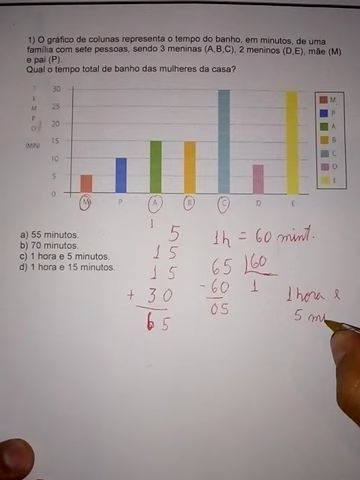 1) O gráfico de colunas representa o tempo do banho, em minutos, de uma
família com sete pessoas, sendo 3 meninas (A,B,C), 2 meninos (D,E), mãe (M)
e pai (P).
Qual o tempo total de banho das mulheres da casa?
T
E
M
P
O
(MIN)
30
25
20
15
10
5
0
M P A B C D E
M
P
A
B
C
D
E
a) 55 minutos.
b) 70 minutos.
c) 1 hora e 5 minutos.
d) 1 hora e 15 minutos.
1
5
15
15
+ 30
65
1h = 60 mint.
65 60
-60 1
05
1 hora e
5 mi